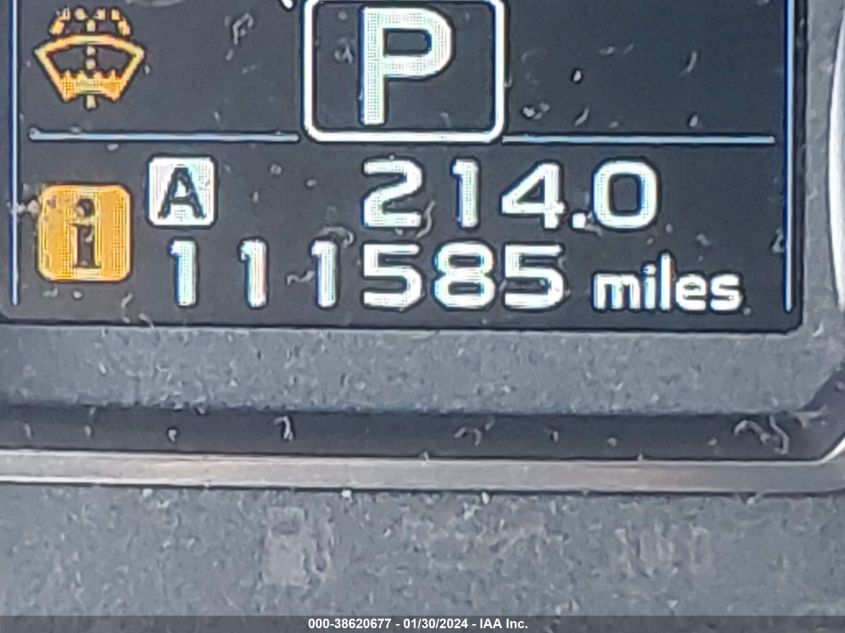 P
A 214.0
i 111585 miles
000-38620677 - 01/30/2024 - IAA Inc.